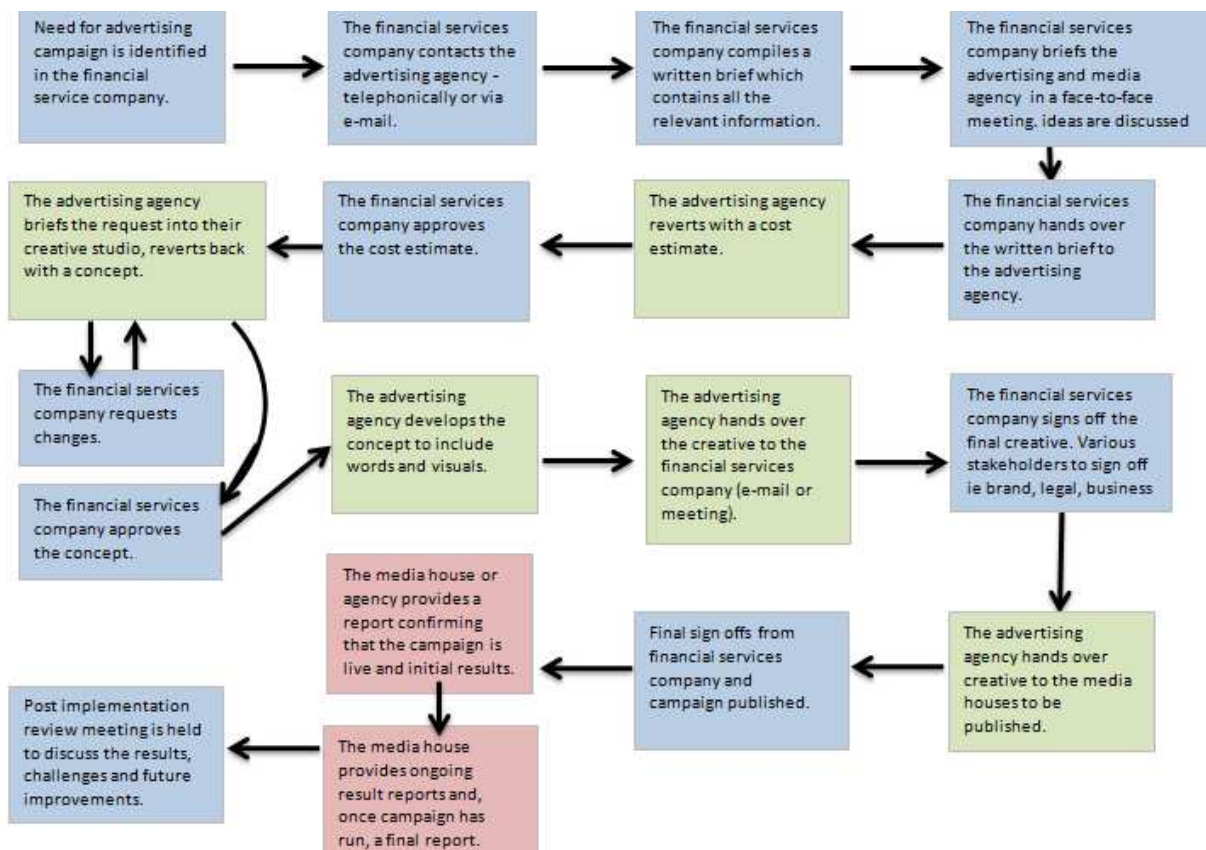 Need for advertising
campaign is identified
in the financial
service company.
The financial services
company contacts the
advertising agency -
telephonically or via
e-mail.
The financial services
company compiles a
written brief which
contains all the
relevant information.
The financial services
company briefs the
advertising and media
agency in a face-to-face
meeting. ideas are discussed
The financial services
company hands over
the written brief to
the advertising
agency.
The advertising agency
reverts with a cost
estimate.
The financial services
company approves
the cost estimate.
The advertising agency
briefs the request into their
creative studio, reverts back
with a concept.
The financial services
company requests
changes.
The financial services
company approves
the concept.
The advertising
agency develops the
concept to include
words and visuals.
The advertising
agency hands over
the creative to the
financial services
company (e-mail or
meeting).
The financial services
company signs off the
final creative. Various
stakeholders to sign off
ie brand, legal, business
The advertising
agency hands over
creative to the media
houses to be
published.
Final sign offs from
financial services
company and
campaign published.
The media house or
agency provides a
report confirming
that the campaign is
live and initial results.
The media house
provides ongoing
result reports and,
once campaign has
run, a final report.
Post implementation
review meeting is held
to discuss the results,
challenges and future
improvements.